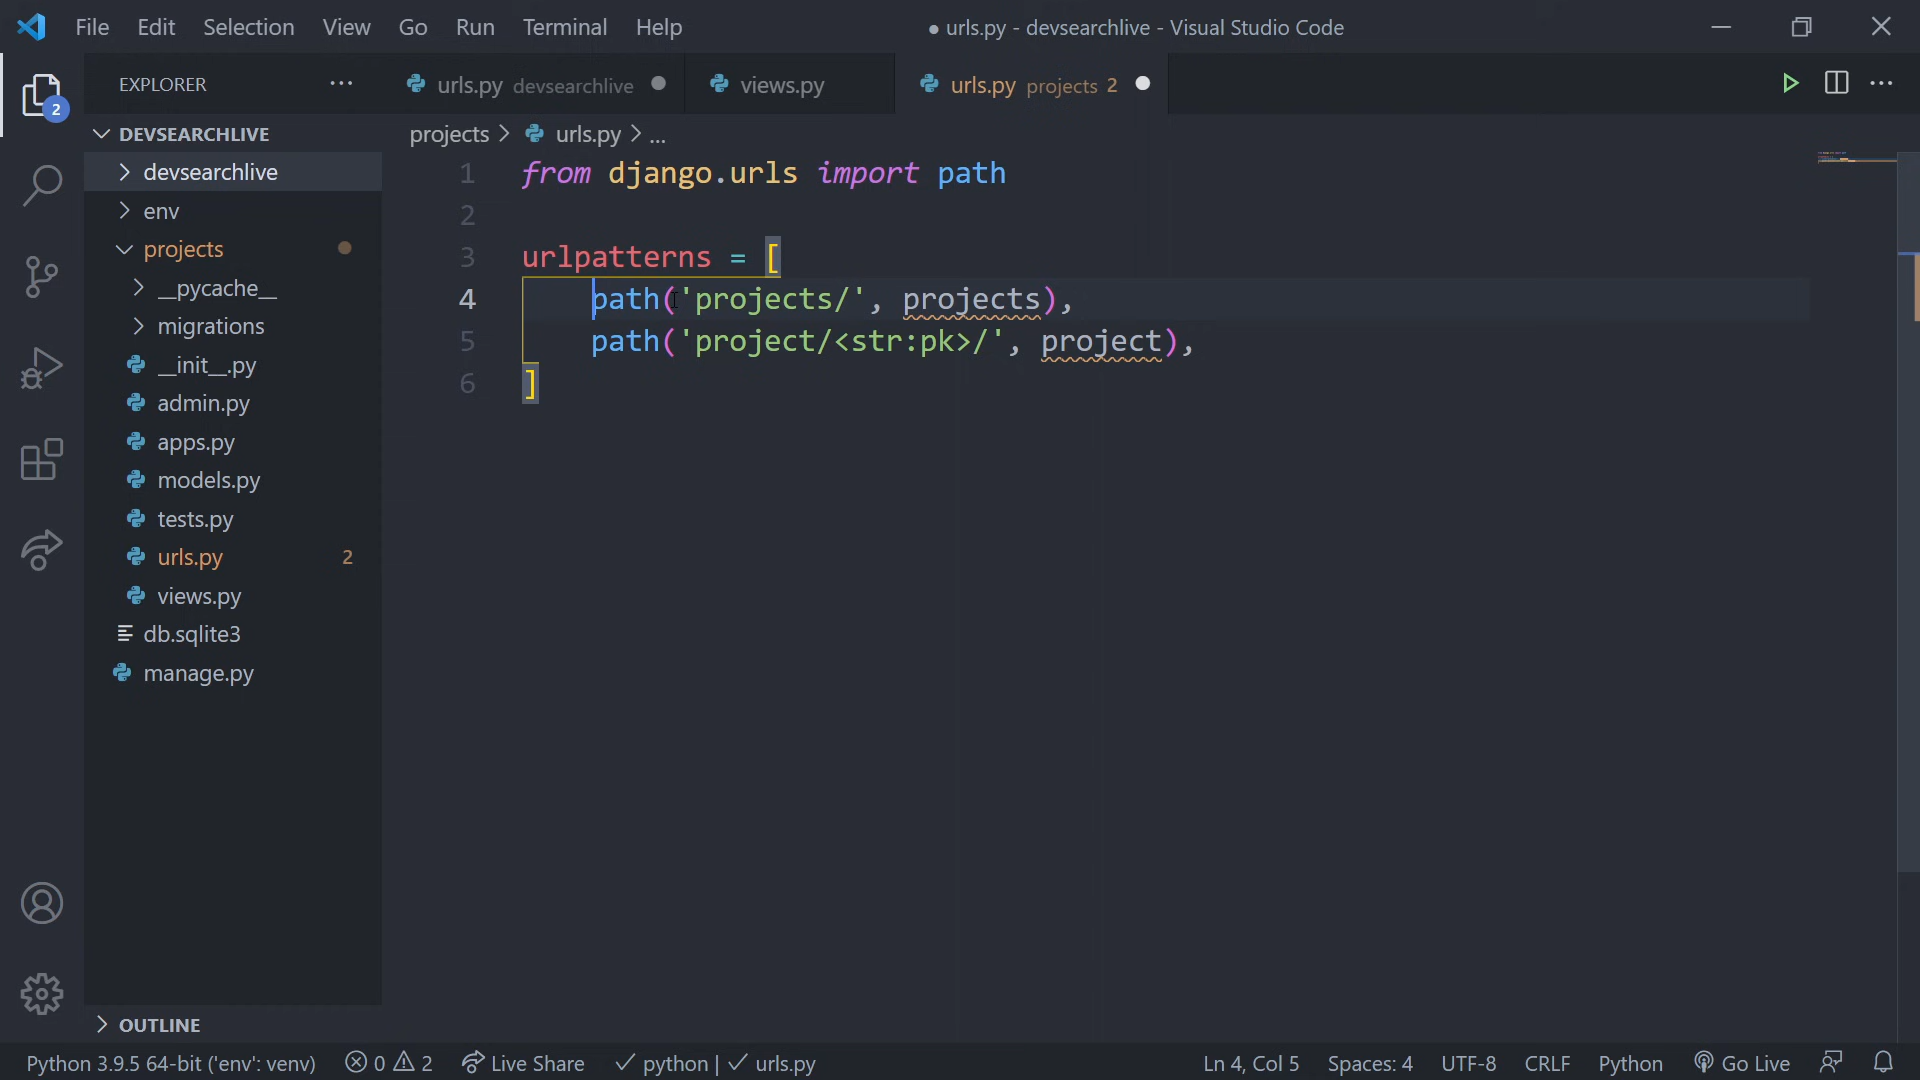 File Edit Selection View Go Run Terminal Help
● urls.py - devsearchlive - Visual Studio Code
EXPLORER ···
urls.py devsearchlive ●
views.py
urls.py projects 2 ●
2
DEVSEARCHLIVE
devsearchlive
env
projects
__pycache__
migrations
__init__.py
admin.py
apps.py
models.py
tests.py
urls.py 2
views.py
db.sqlite3
manage.py
OUTLINE
projects > urls.py > ...
1 from django.urls import path
2
3 urlpatterns = [
4 path('projects/', projects),
5 path('project/<str:pk>/', project),
6 ]
Python 3.9.5 64-bit ('env': venv) 0 2 Live Share ✓ python | ✓ urls.py Ln 4, Col 5 Spaces: 4 UTF-8 CRLF Python Go Live